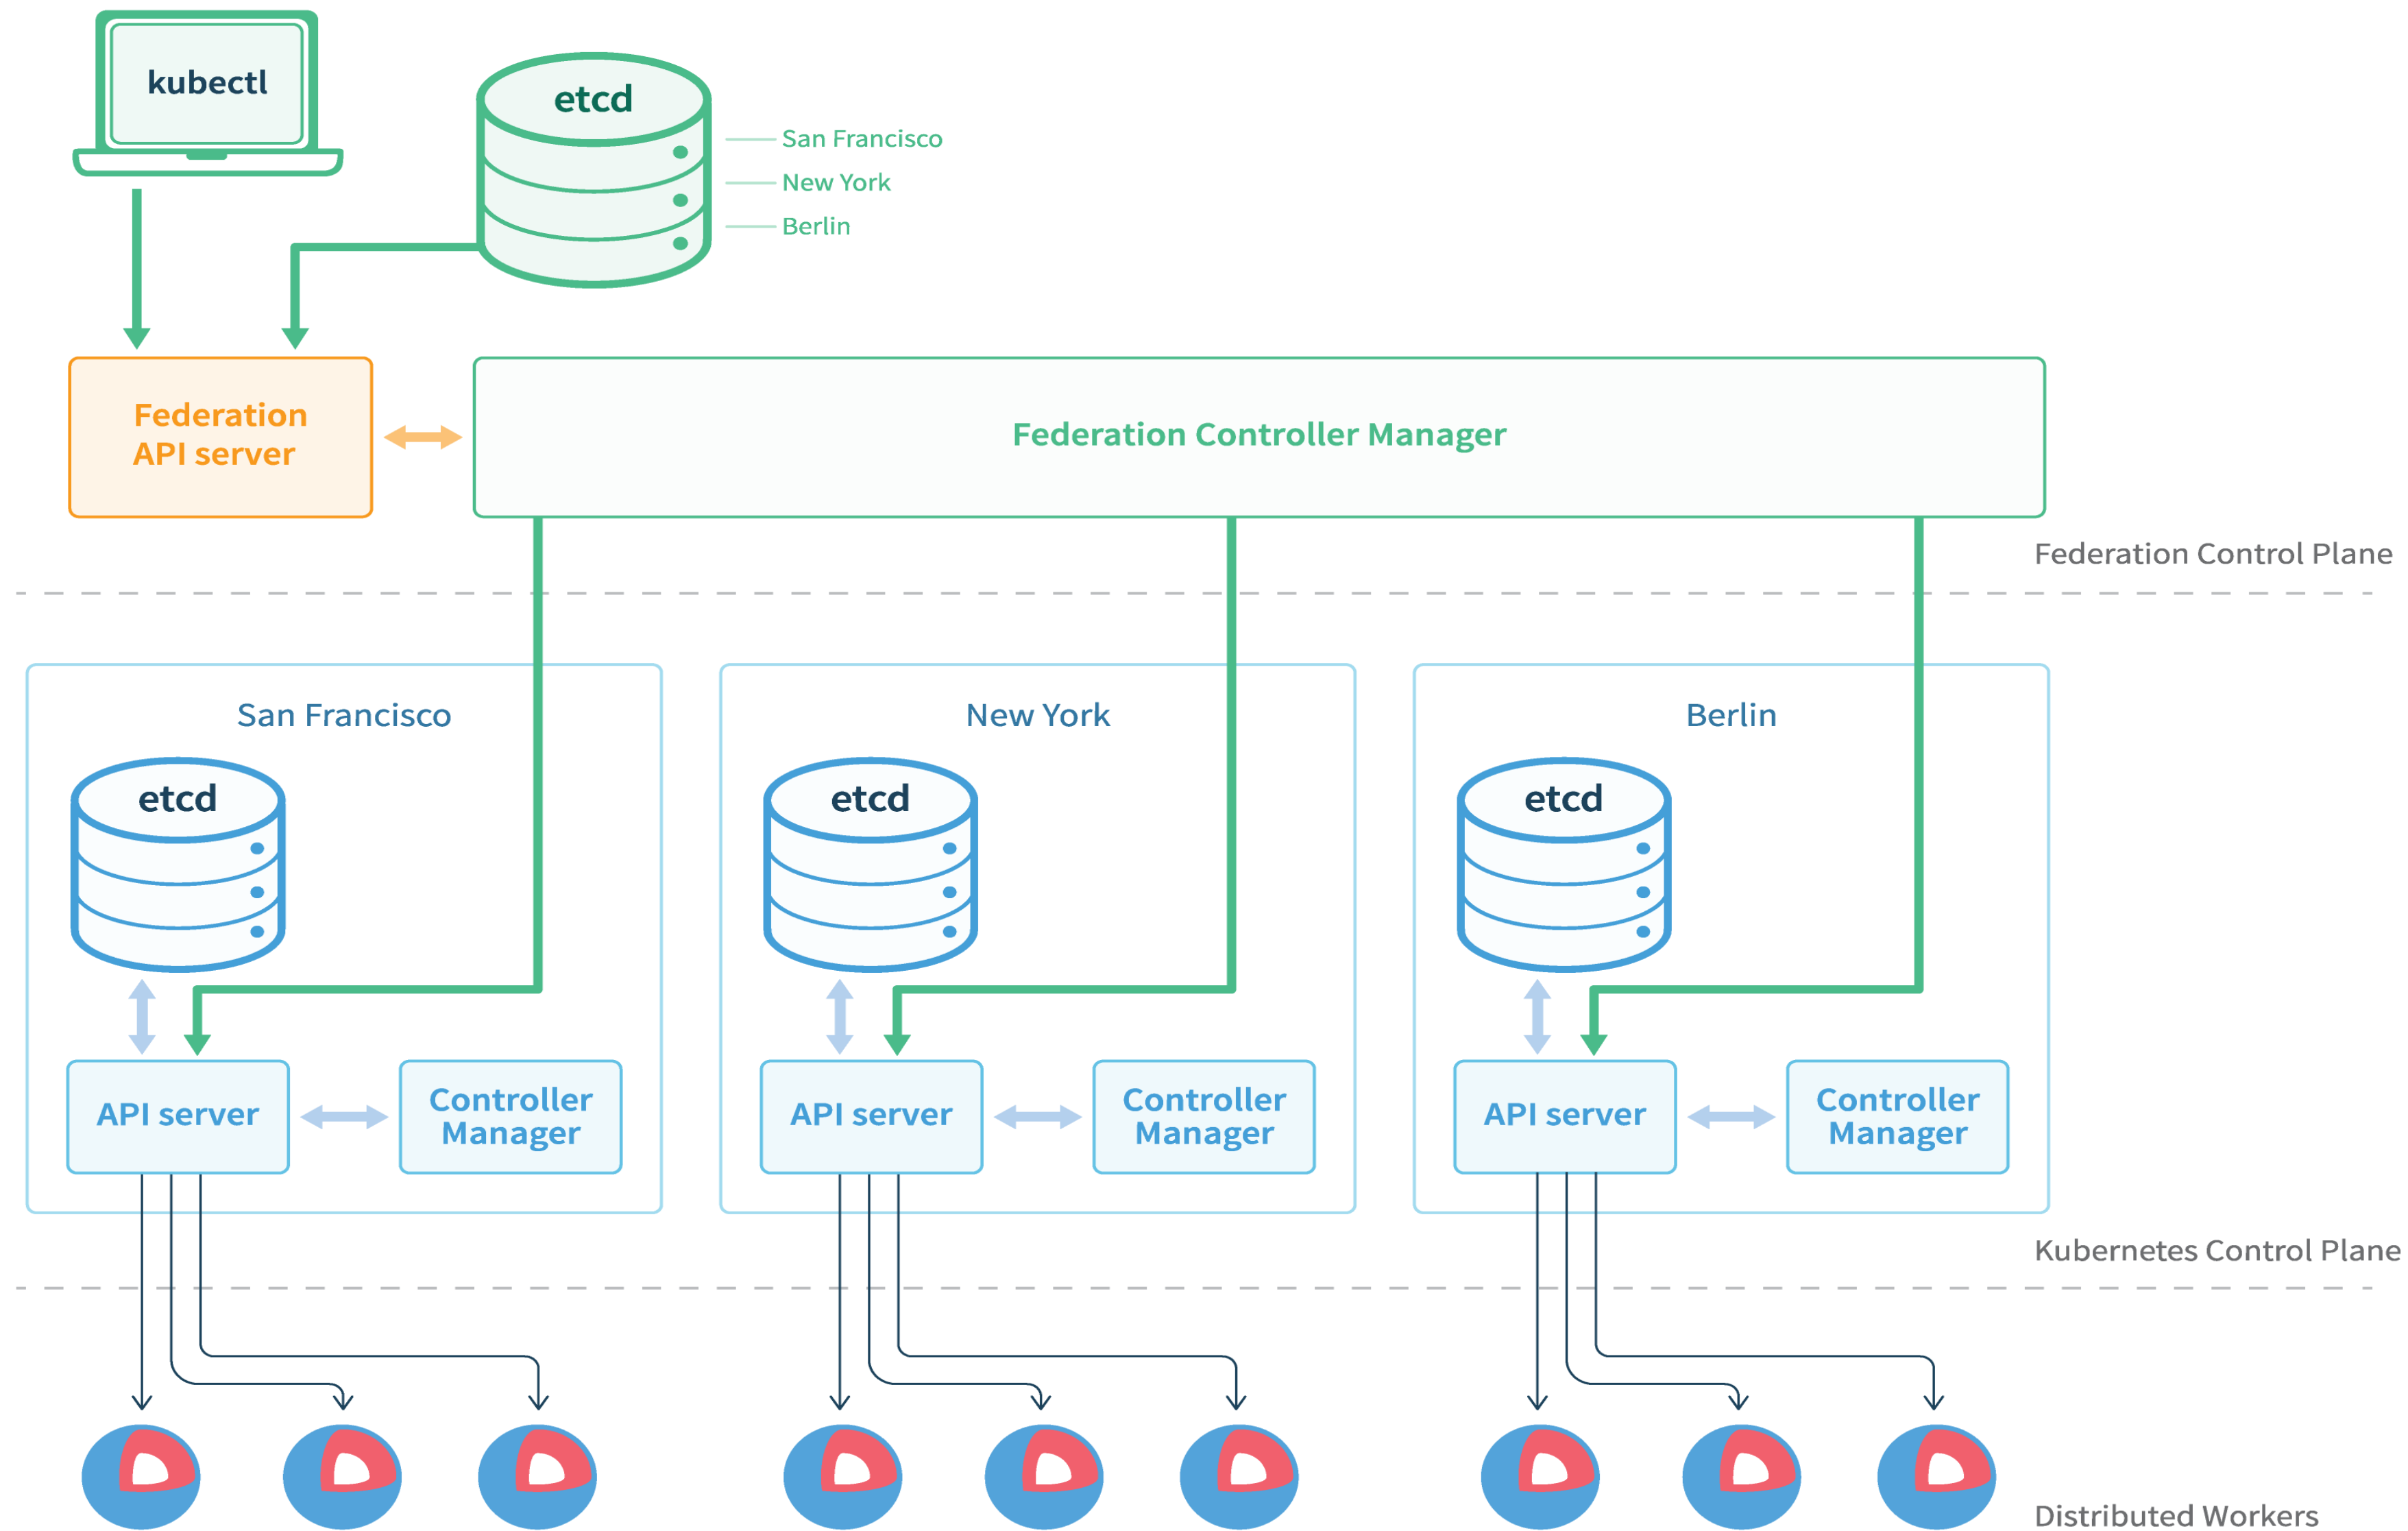 kubectl
etcd
San Francisco
New York
Berlin
Federation
API server
Federation Controller Manager
Federation Control Plane
San Francisco
New York
Berlin
etcd
etcd
etcd
API server
Controller
Manager
API server
Controller
Manager
API server
Controller
Manager
Kubernetes Control Plane
Distributed Workers